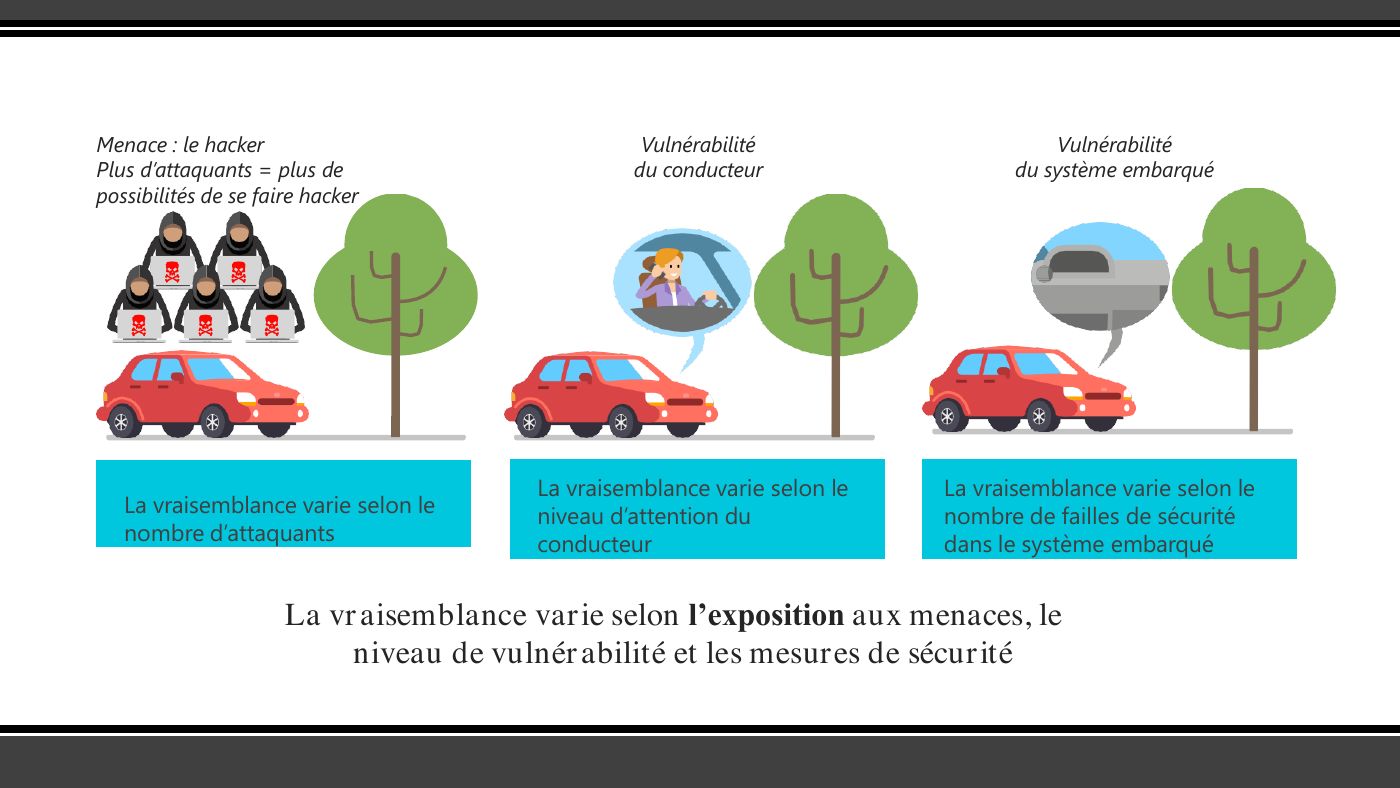 Menace : le hacker
Plus d’attaquants = plus de
possibilités de se faire hacker
Vulnérabilité
du conducteur
Vulnérabilité
du système embarqué
La vraisemblance varie selon le
nombre d’attaquants
La vraisemblance varie selon le
niveau d’attention du
conducteur
La vraisemblance varie selon le
nombre de failles de sécurité
dans le système embarqué
La vraisemblance varie selon l’exposition aux menaces, le
niveau de vulnérabilité et les mesures de sécurité